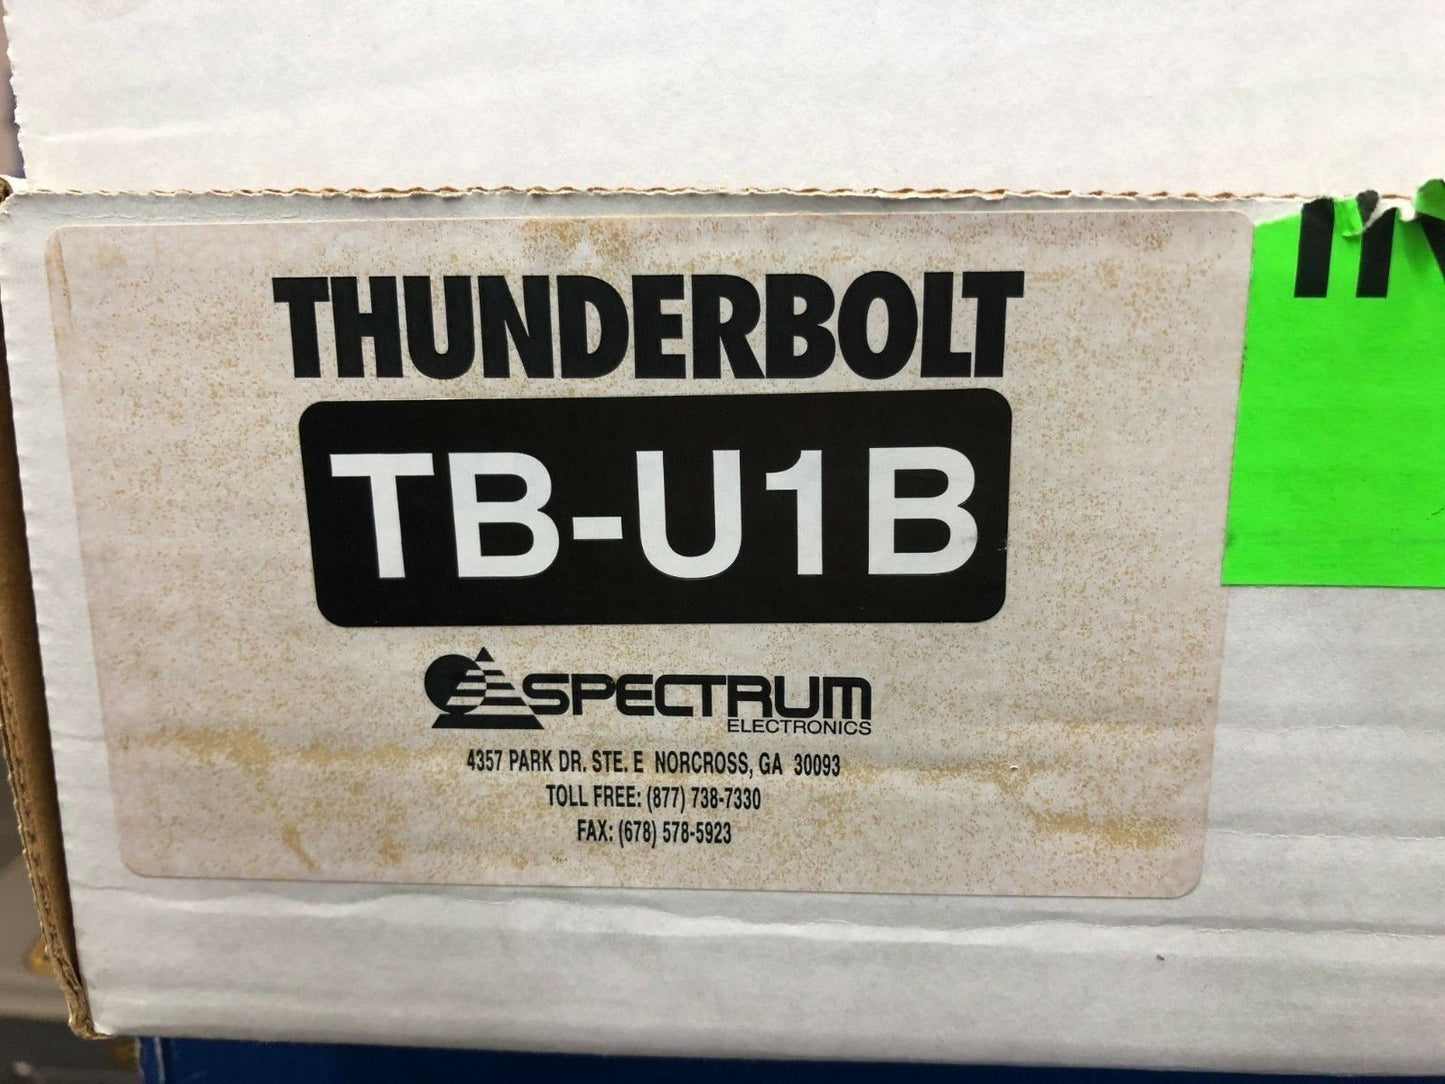 THUNDERBOLT
TB-U1B
SPECTRUM
ELECTRONICS
4357 PARK DR. STE. E NORCROSS, GA 30093
TOLL FREE: (877) 738-7330
FAX: (678) 578-5923